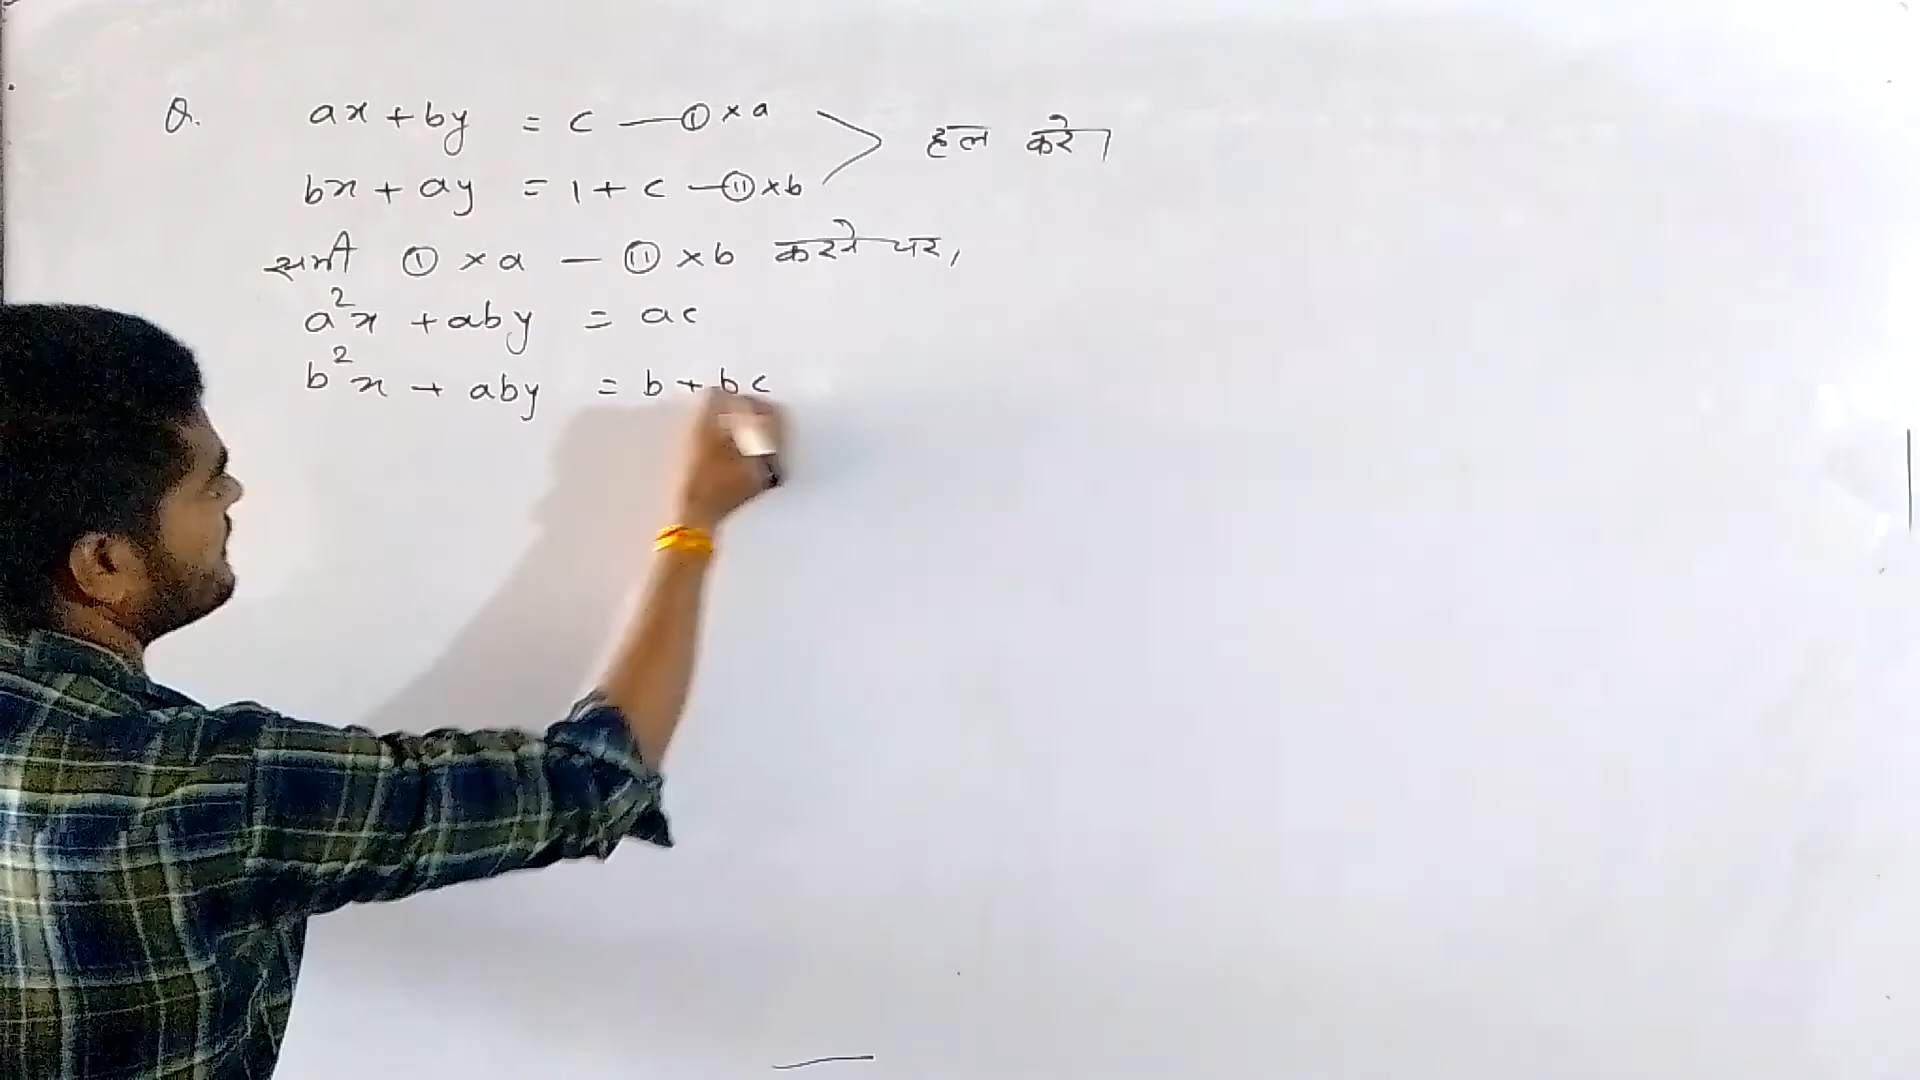 Q. ax + by = c — ① × a
bx + ay = 1 + c — ⑪ × b
हल करे।
समी ① × a — ⑪ × b करने पर,
a²x + aby = ac
b²x + aby = b + bc